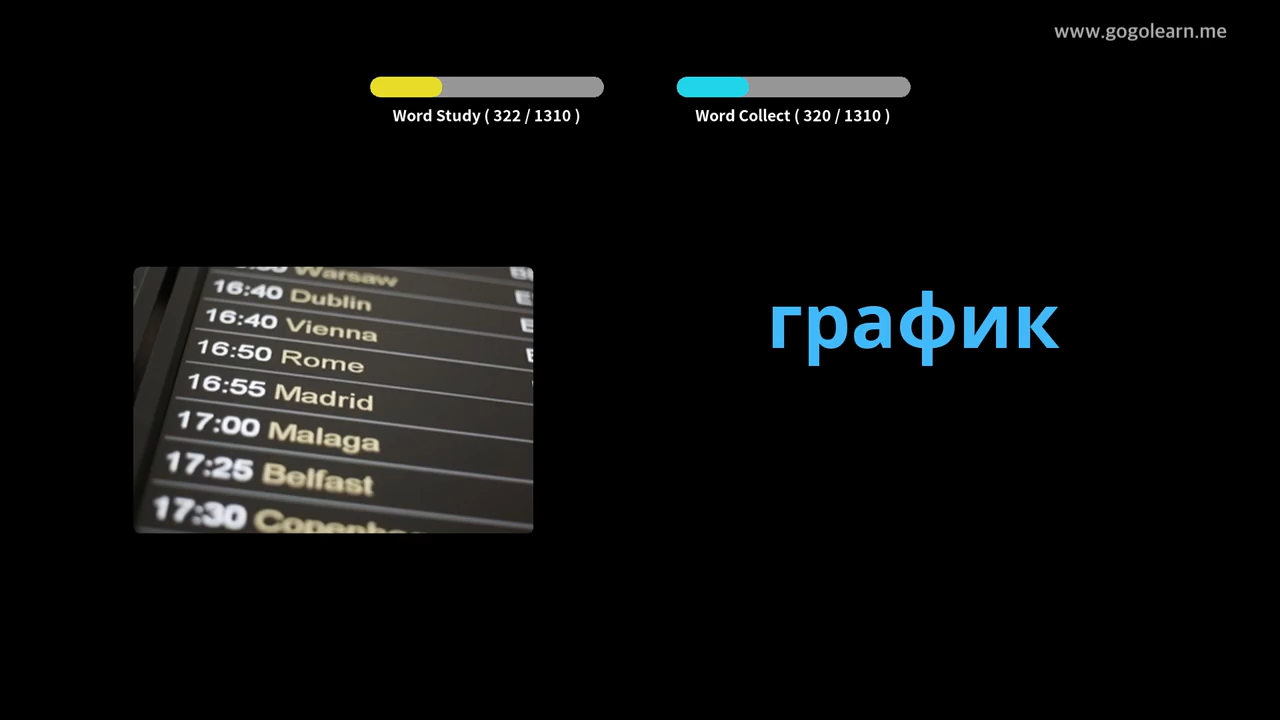 www.gogolearn.me
Word Study ( 322 / 1310 )
Word Collect ( 320 / 1310 )
график
Warsaw
16:40 Dublin
16:40 Vienna
16:50 Rome
16:55 Madrid
17:00 Malaga
17:25 Belfast
17:30